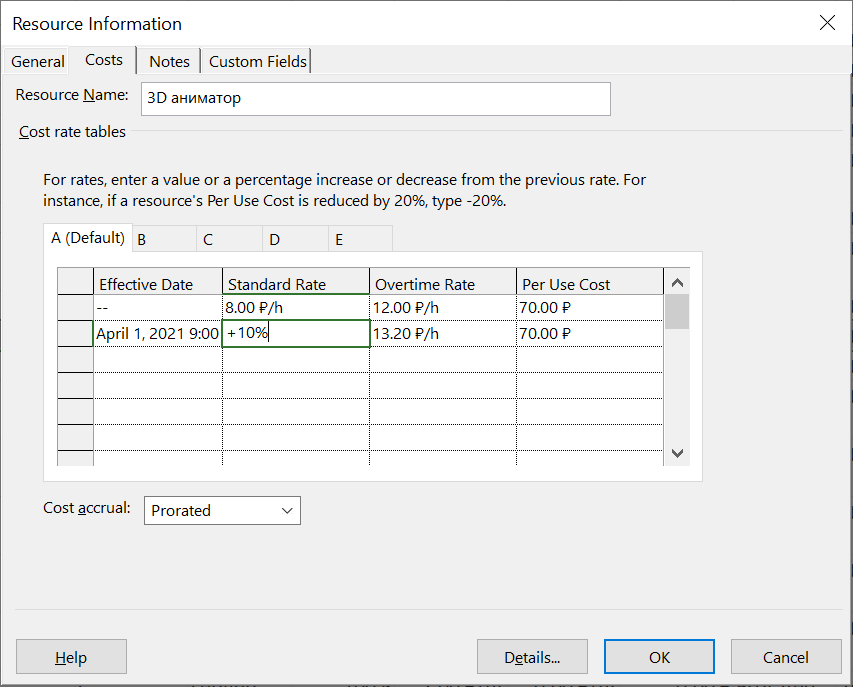 Resource Information
General Costs Notes Custom Fields
Resource Name: 3D аниматор
Cost rate tables
For rates, enter a value or a percentage increase or decrease from the previous rate. For
instance, if a resource's Per Use Cost is reduced by 20%, type -20%.
A (Default) B C D E
Effective Date Standard Rate Overtime Rate Per Use Cost
-- 8.00 ₽/h 12.00 ₽/h 70.00 ₽
April 1, 2021 9:00 +10% 13.20 ₽/h 70.00 ₽
Cost accrual: Prorated
Help Details... OK Cancel